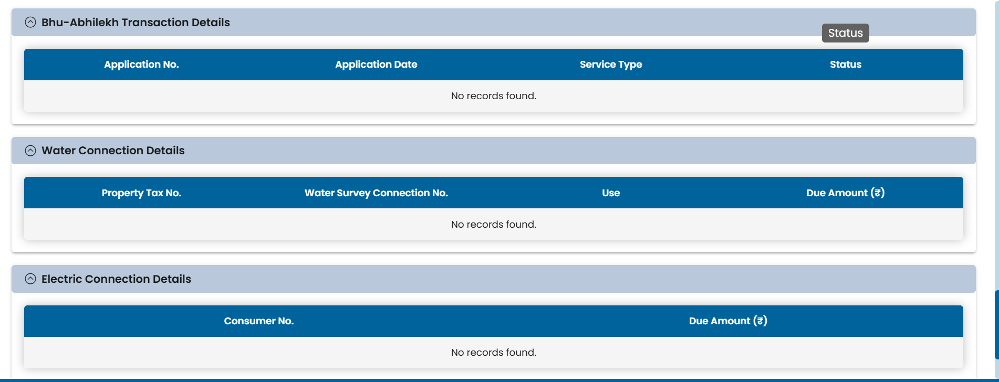 Bhu-Abhilekh Transaction Details
Status
Application No. Application Date Service Type Status
No records found.
Water Connection Details
Property Tax No. Water Survey Connection No. Use Due Amount (₹)
No records found.
Electric Connection Details
Consumer No. Due Amount (₹)
No records found.